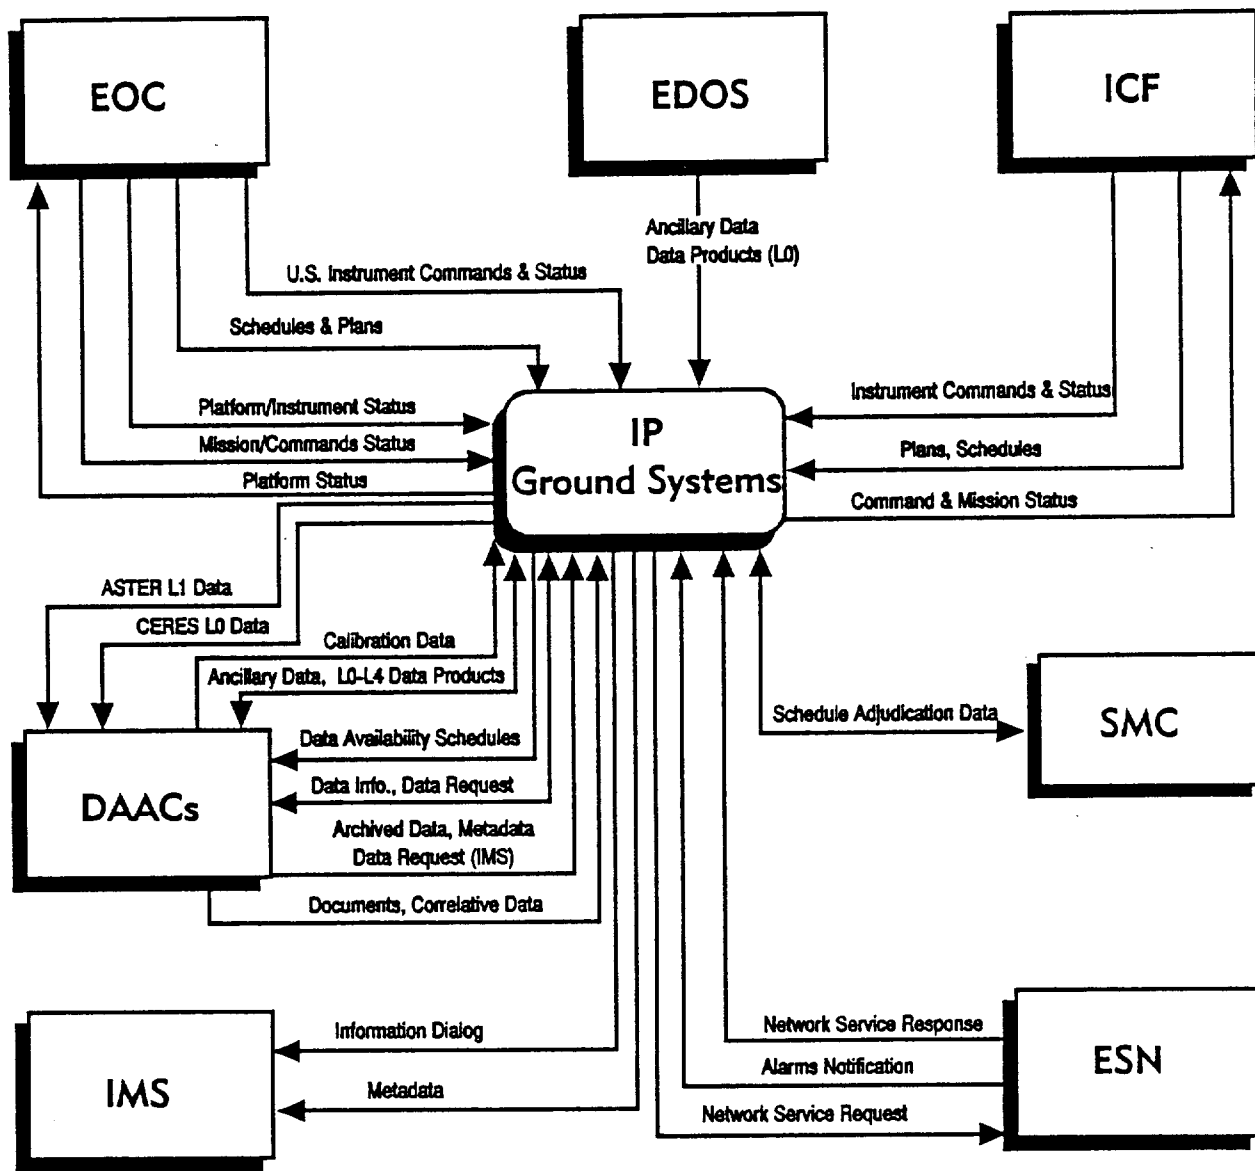 EOC
EDOS
ICF
Ancillary Data
Data Products (L0)
U.S. Instrument Commands & Status
Schedules & Plans
Platform/Instrument Status
Mission/Commands Status
Platform Status
IP
Ground Systems
Instrument Commands & Status
Plans, Schedules
Command & Mission Status
ASTER L1 Data
CERES L0 Data
Calibration Data
Ancillary Data, L0-L4 Data Products
Data Availability Schedules
Data Info., Data Request
Archived Data, Metadata
Data Request (IMS)
Documents, Correlative Data
DAACs
Schedule Adjudication Data
SMC
Information Dialog
Metadata
IMS
Network Service Response
Alarms Notification
Network Service Request
ESN